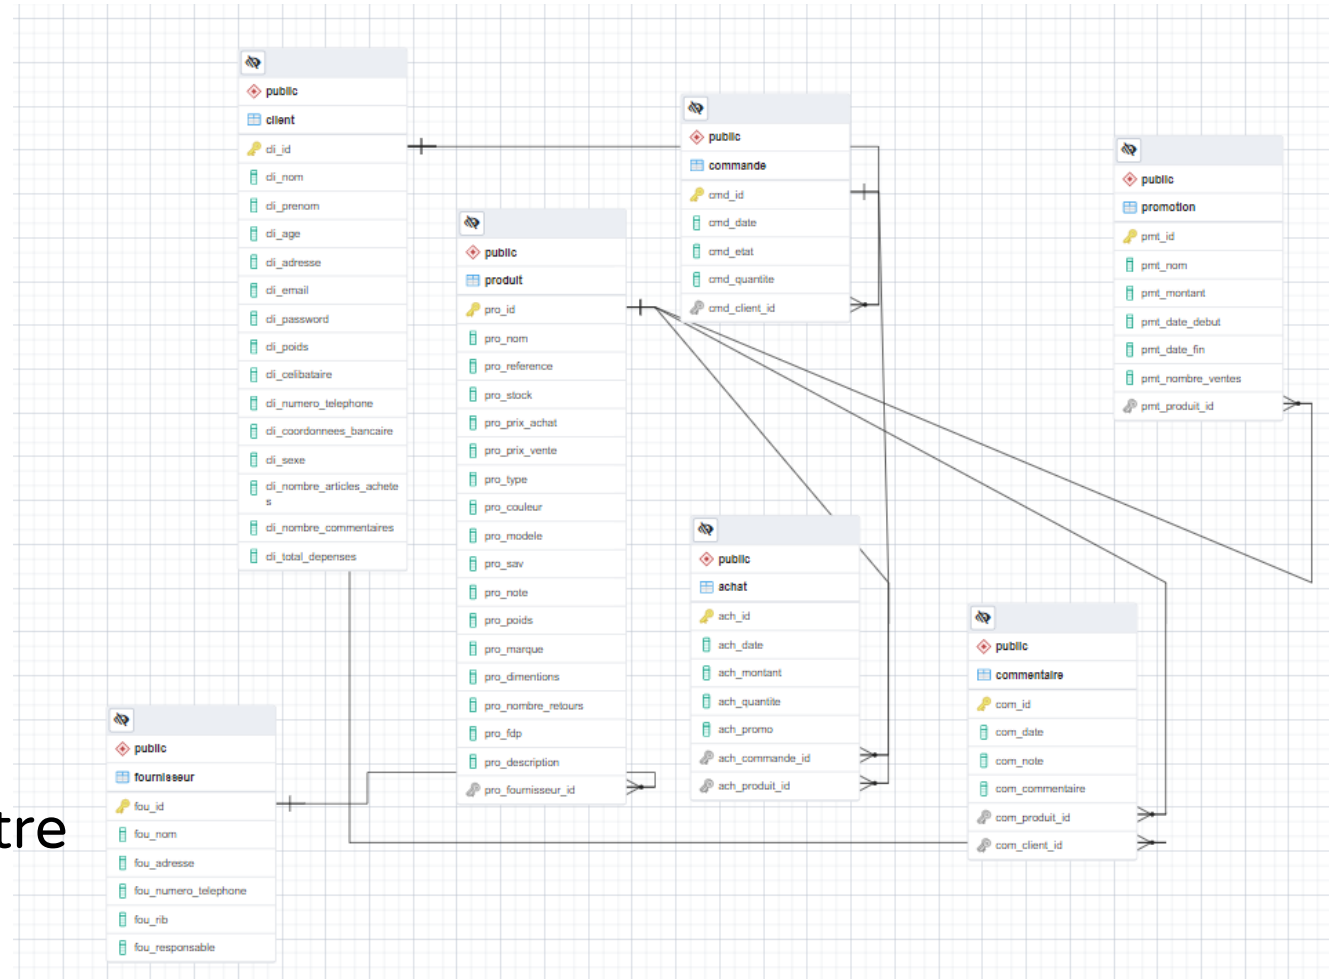 public
client
cli_id
cli_nom
cli_prenom
cli_age
cli_adresse
cli_email
cli_password
cli_poids
cli_celibataire
cli_numero_telephone
cli_coordonnees_bancaire
cli_sexe
cli_nombre_articles_achete
s
cli_nombre_commentaires
cli_total_depenses
public
produit
pro_id
pro_nom
pro_reference
pro_stock
pro_prix_achat
pro_prix_vente
pro_type
pro_couleur
pro_modele
pro_sav
pro_note
pro_poids
pro_marque
pro_dimentions
pro_nombre_retours
pro_fdp
pro_description
pro_fournisseur_id
public
commande
cmd_id
cmd_date
cmd_etat
cmd_quantite
cmd_client_id
public
promotion
pmt_id
pmt_nom
pmt_montant
pmt_date_debut
pmt_date_fin
pmt_nombre_ventes
pmt_produit_id
public
achat
ach_id
ach_date
ach_montant
ach_quantite
ach_promo
ach_commande_id
ach_produit_id
public
commentaire
com_id
com_date
com_note
com_commentaire
com_produit_id
com_client_id
public
fournisseur
fou_id
fou_nom
fou_adresse
fou_numero_telephone
fou_rib
fou_responsable
tre